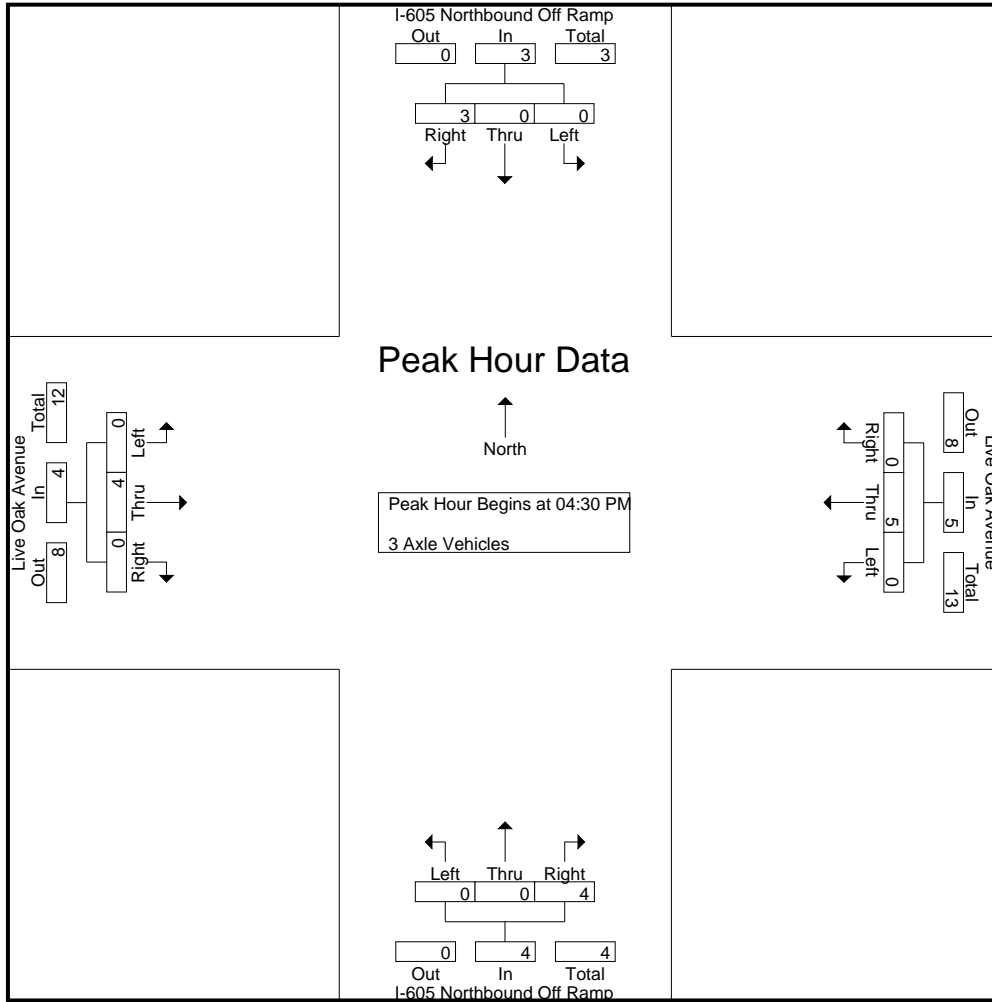 I-605 Northbound Off Ramp
Out In Total
0 3 3
3 0 0
Right Thru Left
Peak Hour Data
North
Peak Hour Begins at 04:30 PM
3 Axle Vehicles
Live Oak Avenue
Out In Total
8 4 12
Left Thru Right
0 4 0
Right Thru Left
0 5 0
Out In Total
8 5 13
Live Oak Avenue
Left Thru Right
0 0 4
0 4 4
Out In Total
I-605 Northbound Off Ramp